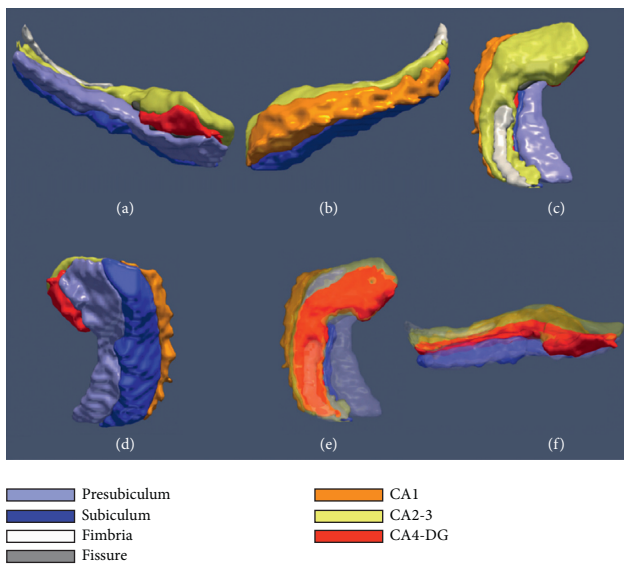 (a) (b) (c)
(d) (e) (f)
Presubiculum
Subiculum
Fimbria
Fissure
CA1
CA2-3
CA4-DG